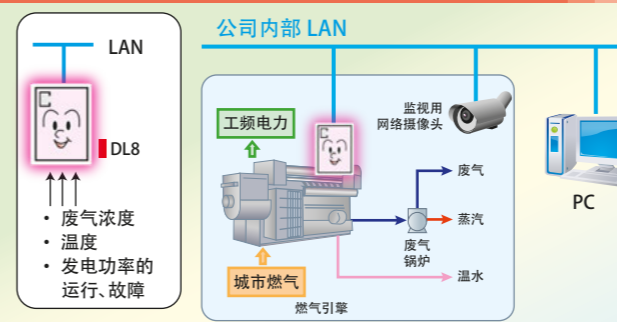 LAN
C
DL8
・ 废气浓度
・ 温度
・ 发电功率的
运行、故障
公司内部 LAN
工频电力
C
监视用
网络摄像头
废气
蒸汽
废气
锅炉
温水
城市燃气
燃气引擎
PC